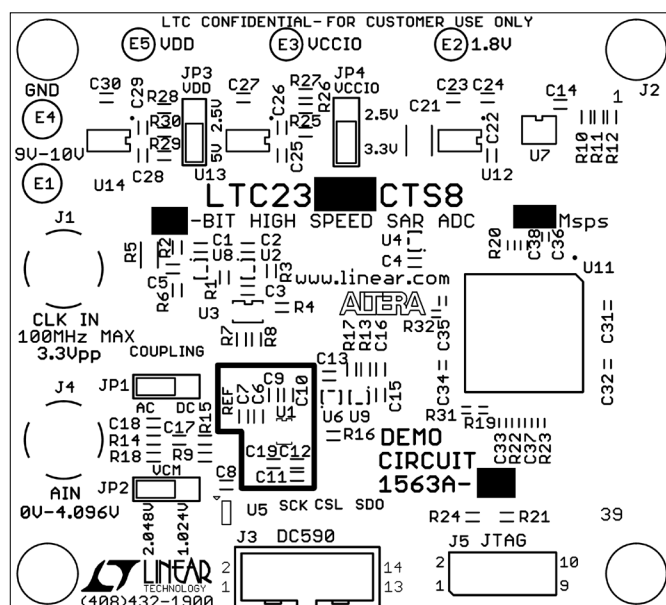 LTC CONFIDENTIAL-FOR CUSTOMER USE ONLY
E5 VDD
E3 VCCIO
E2 1.8V
GND
C30
C29
R28
JP3
VDD
C27
C26
R27
R26
JP4
VCCIO
C23 C24
C14
1
J2
E4
R30
R29
2.5V
5V
R25
C25
2.5V
3.3V
C21
C22
U7
R10
R11
R12
9V-10V
U14
C28
U13
U12
E1
LTC23 CTS8
-BIT HIGH SPEED SAR ADC
Msps
J1
R5
R2
C1
U8
C2
U2
U4
C4
R20
C38
C36
U11
C5
R6
R1
R3
C3
www.linear.com
U3
R4
ALTERA
R32
C35
C31
CLK IN
100MHz MAX
3.3Vpp
R7
R8
R17
R13
C16
COUPLING
C13
C34
C32
J4
JP1
AC DC
REF
C7
C6
C9
C10
U1
C15
U6 U9
R31
R19
C18
R14
R18
C17
R9
R15
R16
C33
R22
C37
R23
C19
C12
C11
DEMO
CIRCUIT
1563A-
AIN
0V-4.096V
JP2
VCM
C8
U5 SCK CSL SDO
2.048V
1.024V
R24
R21
39
J3 DC590
J5 JTAG
2
1
14
13
2
1
10
9
LT LINEAR
TECHNOLOGY
(408)432-1900